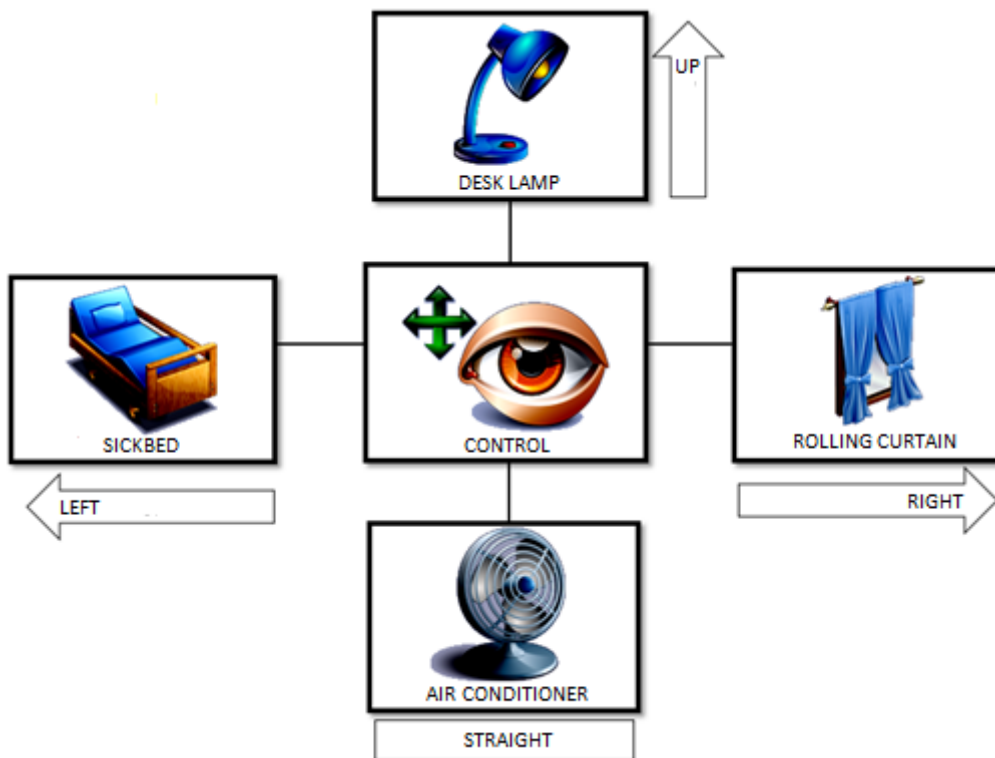 UP
DESK LAMP
SICKBED
CONTROL
ROLLING CURTAIN
LEFT
RIGHT
AIR CONDITIONER
STRAIGHT